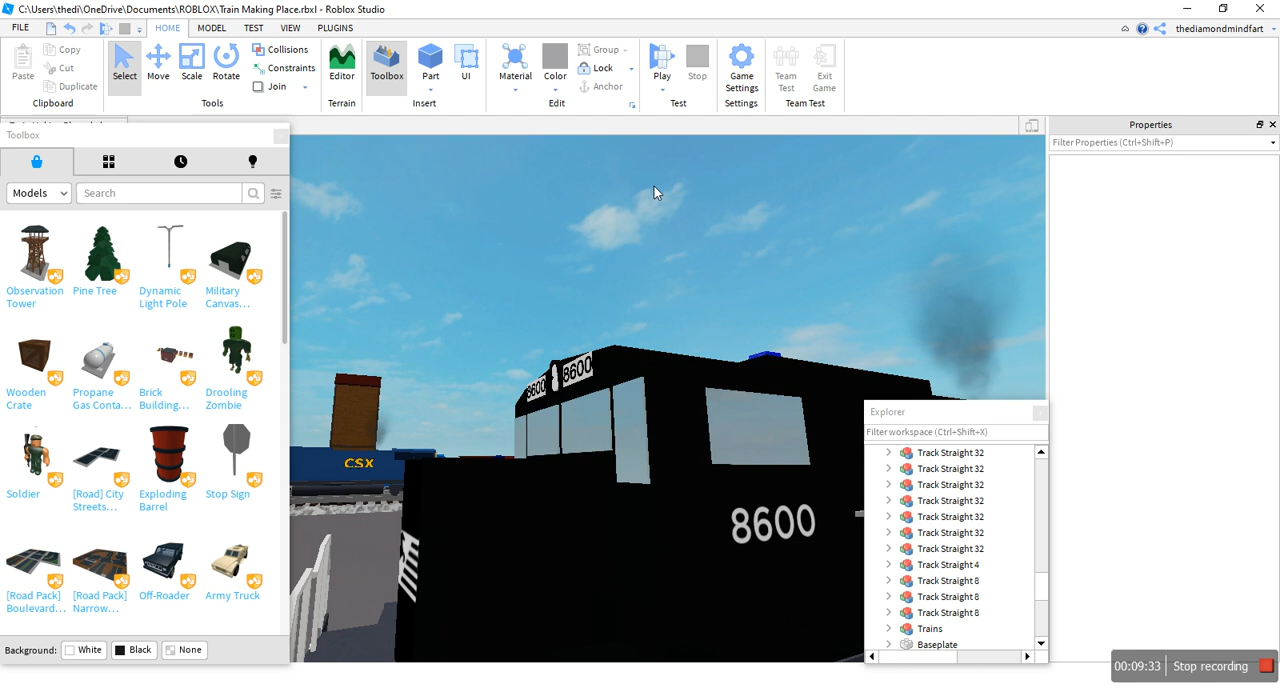 C:\Users\thedi\OneDrive\Documents\ROBLOX\Train Making Place.rbxl - Roblox Studio
FILE HOME MODEL TEST VIEW PLUGINS thediamondmindfart
Paste Copy Cut Duplicate Clipboard
Select Move Scale Rotate Collisions Constraints Join Tools
Editor Terrain
Toolbox Part UI Insert
Material Color Group Lock Anchor Edit
Play Stop Test
Game Settings Settings
Team Test Exit Game Team Test
Toolbox
Models Search
Observation Tower
Pine Tree
Dynamic Light Pole
Military Canvas...
Wooden Crate
Propane Gas Conta...
Brick Building...
Drooling Zombie
Soldier
[Road] City Streets...
Exploding Barrel
Stop Sign
[Road Pack] Boulevard...
[Road Pack] Narrow...
Off-Roader
Army Truck
Background: White Black None
8600 8600
CSX
8600
Explorer
Filter workspace (Ctrl+Shift+X)
Track Straight 32
Track Straight 32
Track Straight 32
Track Straight 32
Track Straight 32
Track Straight 32
Track Straight 32
Track Straight 4
Track Straight 8
Track Straight 8
Track Straight 8
Trains
Baseplate
Properties
Filter Properties (Ctrl+Shift+P)
00:09:33 Stop recording